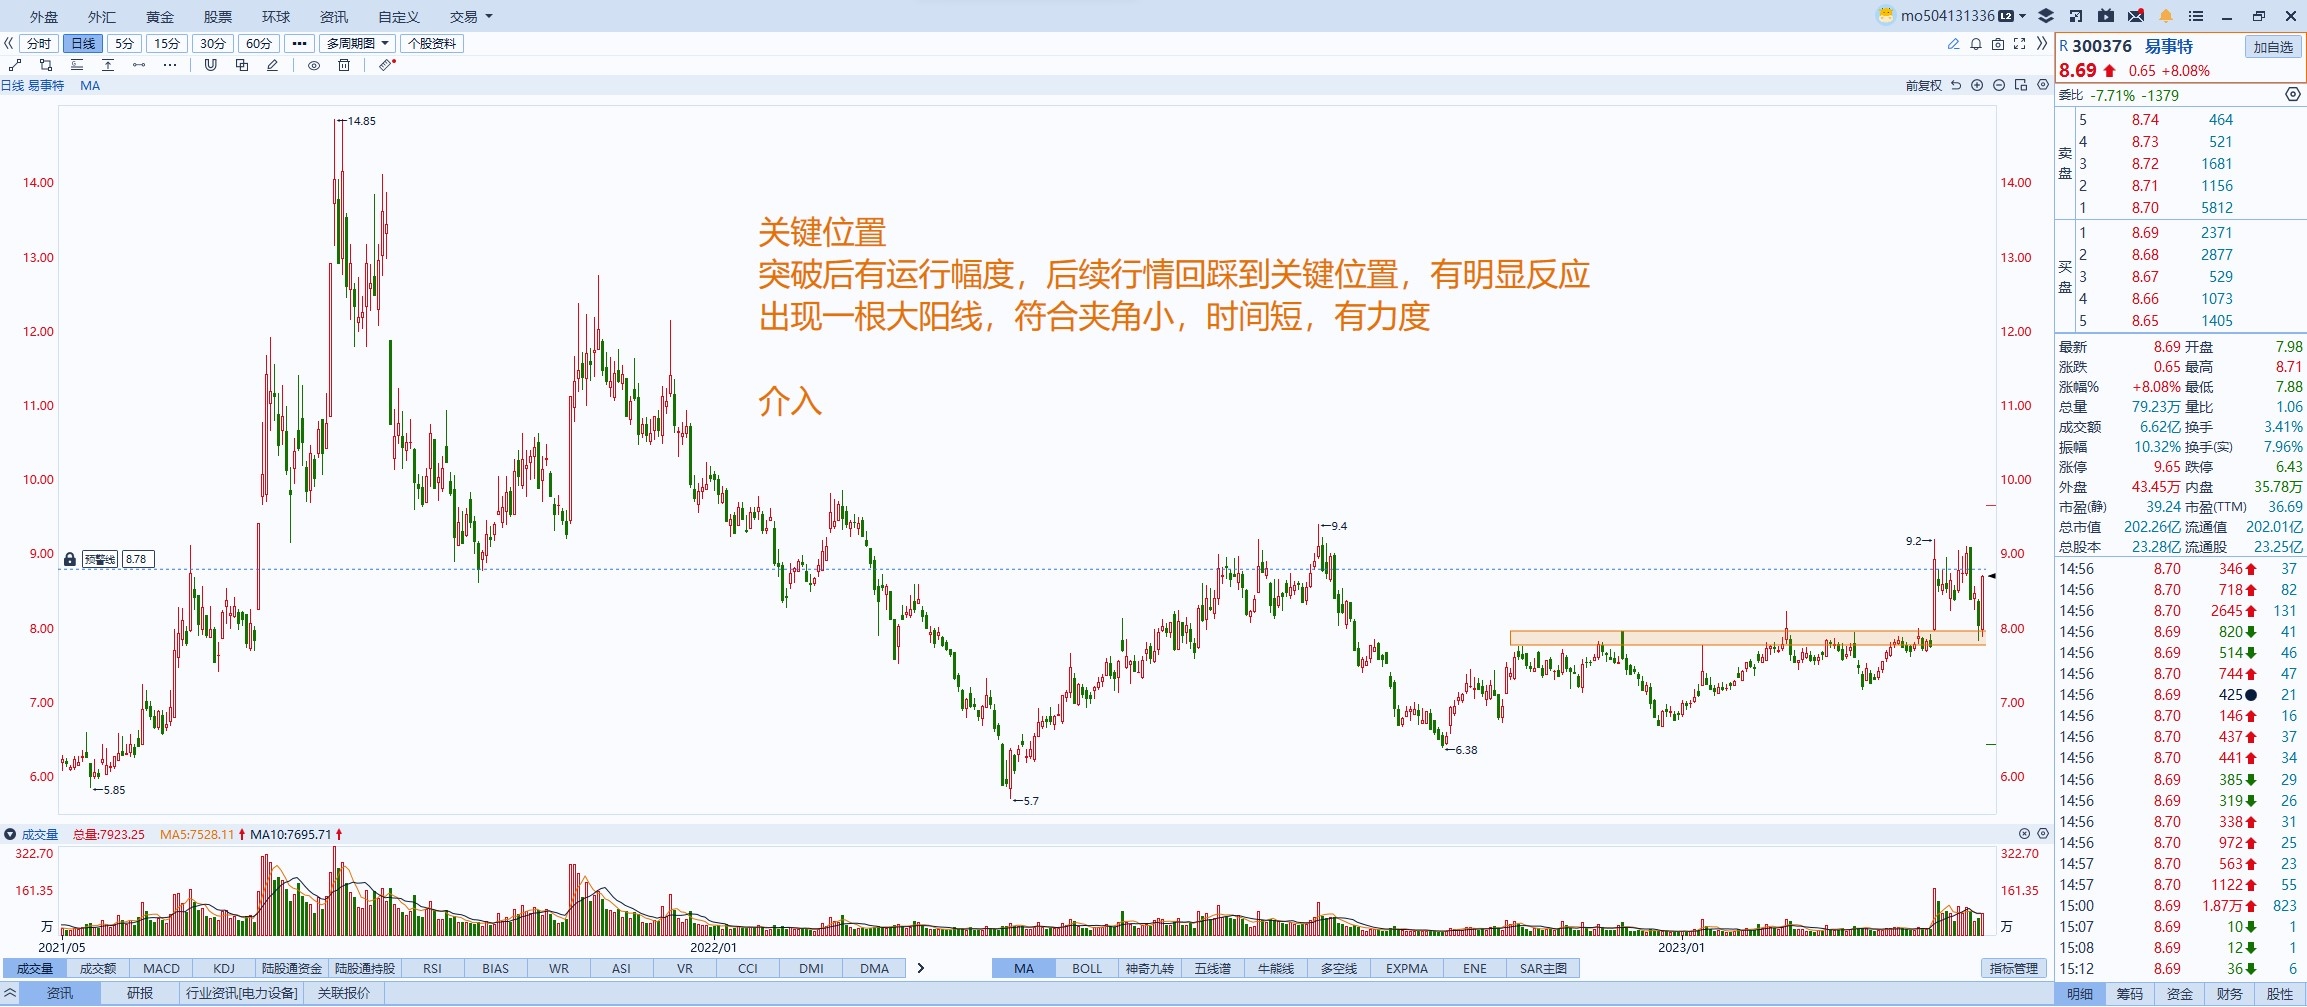 外盘 外汇 黄金 股票 环球 资讯 自定义 交易 mo504131336 L2
分时 日线 5分 15分 30分 60分 多周期图 个股资料
日线 易事特 MA 前复权
R 300376 易事特 加自选
8.69 0.65 +8.08%
委比 -7.71% -1379
卖盘
5 8.74 464
4 8.73 521
3 8.72 1681
2 8.71 1156
1 8.70 5812
买盘
1 8.69 2371
2 8.68 2877
3 8.67 529
4 8.66 1073
5 8.65 1405
最新 8.69 开盘 7.98
涨跌 0.65 最高 8.71
涨幅% +8.08% 最低 7.88
总量 79.23万 量比 1.06
成交额 6.62亿 换手 3.41%
振幅 10.32% 换手(实) 7.96%
涨停 9.65 跌停 6.43
外盘 43.45万 内盘 35.78万
市盈(静) 39.24 市盈(TTM) 36.69
总市值 202.26亿 流通值 202.01亿
总股本 23.28亿 流通股 23.25亿
14:56 8.70 346 37
14:56 8.70 718 82
14:56 8.70 2645 131
14:56 8.69 820 41
14:56 8.69 514 46
14:56 8.70 744 47
14:56 8.69 425 21
14:56 8.70 146 16
14:56 8.70 437 37
14:56 8.70 441 34
14:56 8.69 385 29
14:56 8.69 319 26
14:56 8.70 338 31
14:56 8.70 972 25
14:57 8.70 563 23
14:57 8.70 1122 55
15:00 8.69 1.87万 823
15:07 8.69 10 1
15:08 8.69 12 1
15:12 8.69 36 6
明细 筹码 资金 财务 股性
14.85
14.00 14.00
关键位置
13.00 13.00
突破后有运行幅度，后续行情回踩到关键位置，有明显反应
出现一根大阳线，符合夹角小，时间短，有力度
12.00 12.00
介入
11.00 11.00
10.00 10.00
9.4
9.2
9.00 9.00
预警线 8.78
8.00 8.00
7.00 7.00
6.38
6.00 6.00
5.85
5.7
成交量 总量:7923.25 MA5:7528.11 MA10:7695.71
322.70 322.70
161.35 161.35
万 万
2021/05 2022/01 2023/01
成交量 成交额 MACD KDJ 陆股通资金 陆股通持股 RSI BIAS WR ASI VR CCI DMI DMA MA BOLL 神奇九转 五线谱 牛熊线 多空线 EXPMA ENE SAR主图 指标管理
资讯 研报 行业资讯[电力设备] 关联报价